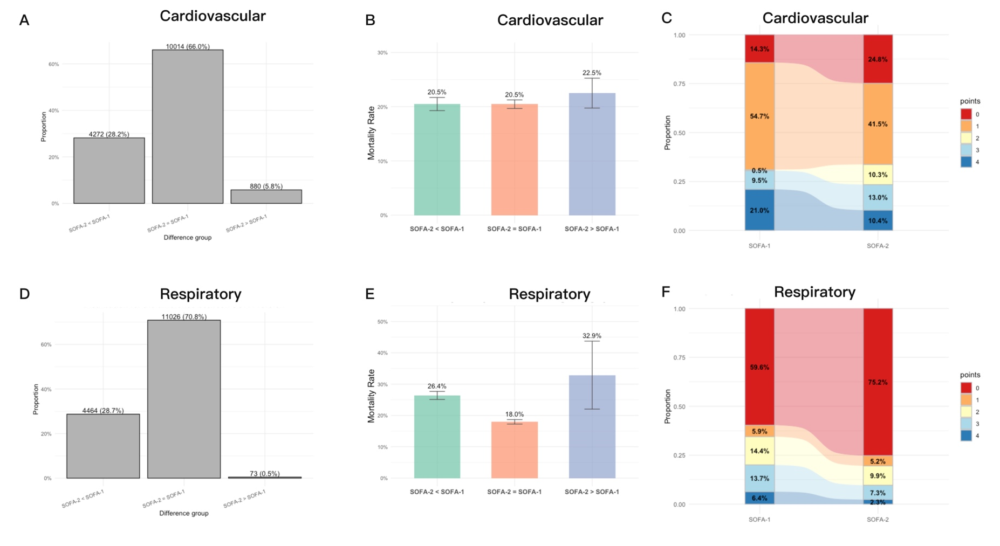 A
Cardiovascular
10014 (66.0%)
60%
40%
4272 (28.2%)
20%
880 (5.8%)
0%
Proportion
SOFA-2 < SOFA-1
SOFA-2 = SOFA-1
SOFA-2 > SOFA-1
Difference group
B
Cardiovascular
30%
22.5%
20.5%
20.5%
20%
10%
0%
Mortality Rate
SOFA-2 < SOFA-1
SOFA-2 = SOFA-1
SOFA-2 > SOFA-1
C
Cardiovascular
1.00
0.75
0.50
0.25
0.00
Proportion
14.3%
54.7%
0.5%
9.5%
21.0%
24.8%
41.5%
10.3%
13.0%
10.4%
SOFA-1
SOFA-2
points
0
1
2
3
4
D
Respiratory
11026 (70.8%)
60%
40%
4464 (28.7%)
20%
73 (0.5%)
0%
Proportion
SOFA-2 < SOFA-1
SOFA-2 = SOFA-1
SOFA-2 > SOFA-1
Difference group
E
Respiratory
50%
40%
30%
20%
10%
0%
32.9%
26.4%
18.0%
Mortality Rate
SOFA-2 < SOFA-1
SOFA-2 = SOFA-1
SOFA-2 > SOFA-1
F
Respiratory
1.00
0.75
0.50
0.25
0.00
Proportion
59.6%
5.9%
14.4%
13.7%
6.4%
75.2%
5.2%
9.9%
7.3%
2.3%
SOFA-1
SOFA-2
points
0
1
2
3
4